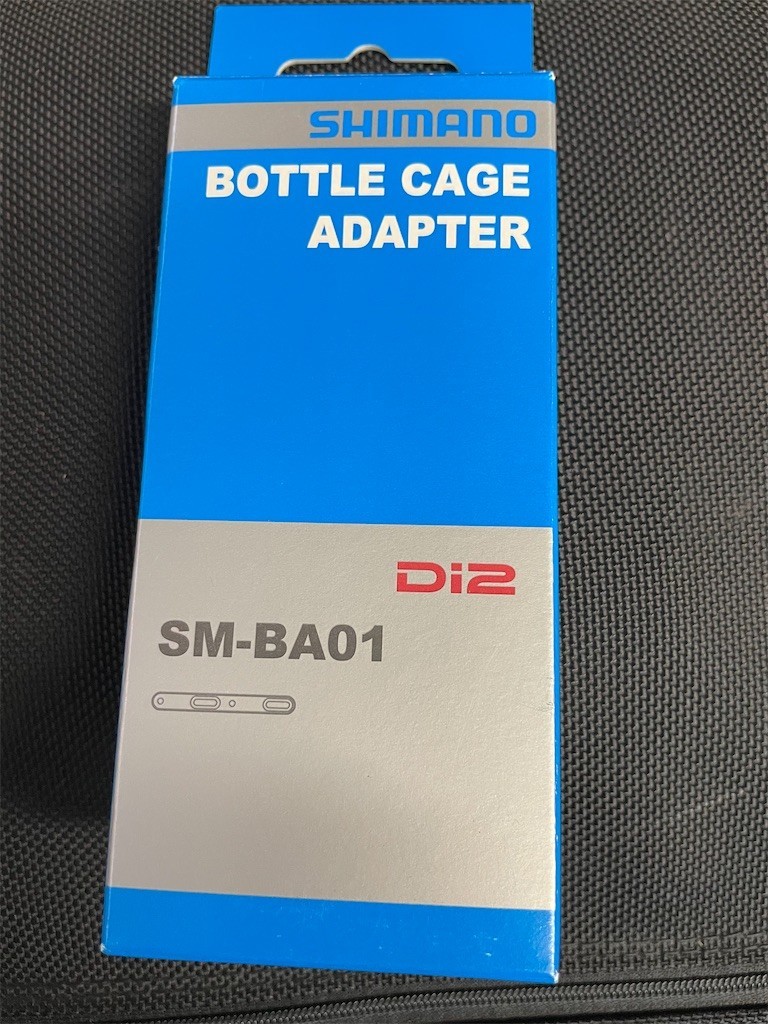 SHIMANO
BOTTLE CAGE
ADAPTER
Di2
SM-BA01